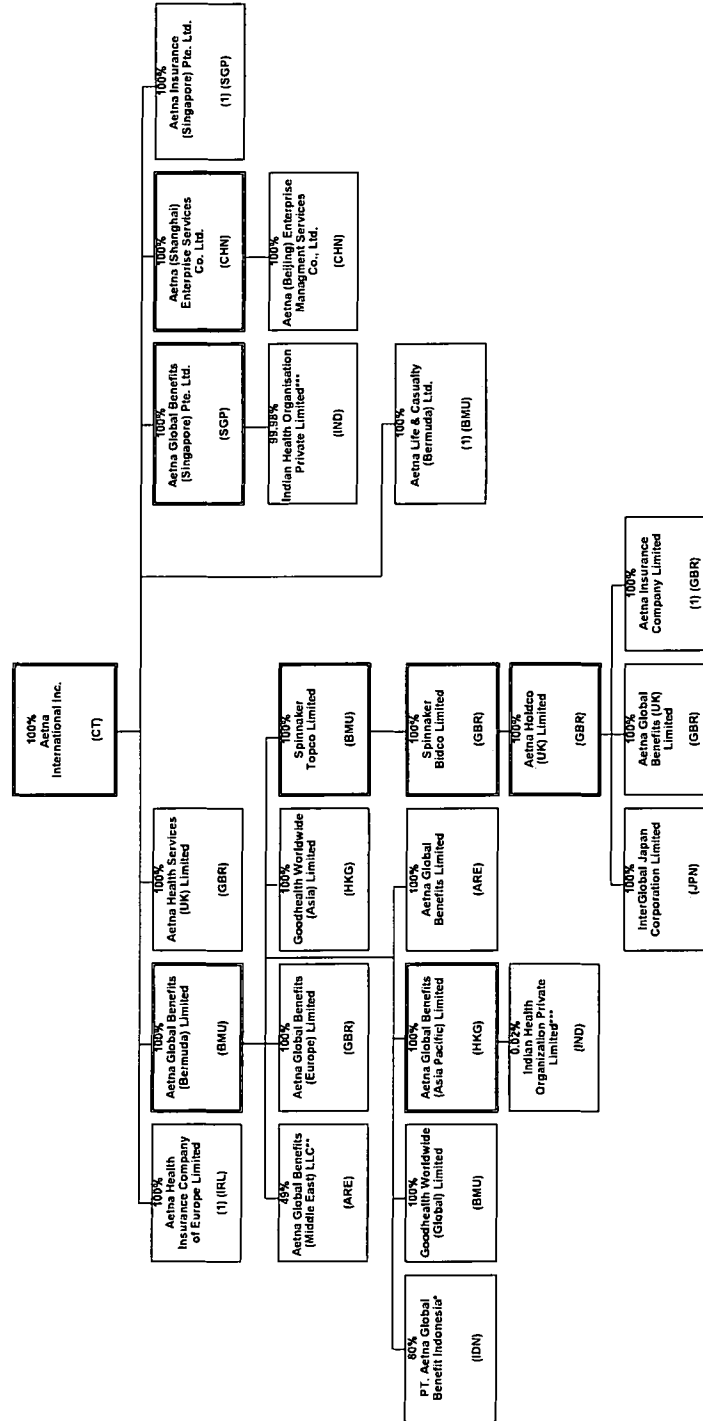 100%
Aetna
International Inc.
(CT)
100%
Aetna Health
Insurance Company
of Europe Limited
(1) (IRL)
100%
Aetna Global Benefits
(Bermuda) Limited
(BMU)
100%
Aetna Health Services
(UK) Limited
(GBR)
100%
Aetna Global Benefits
(Singapore) Pte. Ltd.
(SGP)
100%
Aetna (Shanghai)
Enterprise Services
Co. Ltd.
(CHN)
100%
Aetna Insurance
(Singapore) Pte. Ltd.
(1) (SGP)
49%
Aetna Global Benefits
(Middle East) LLC**
(ARE)
100%
Aetna Global Benefits
(Europe) Limited
(GBR)
100%
Goodhealth Worldwide
(Asia) Limited
(HKG)
100%
Spinnaker
Topco Limited
(BMU)
99.98%
Indian Health Organisation
Private Limited***
(IND)
100%
Aetna (Beijing) Enterprise
Managment Services
Co., Ltd.
(CHN)
80%
PT. Aetna Global
Benefit Indonesia*
(IDN)
100%
Goodhealth Worldwide
(Global) Limited
(BMU)
100%
Aetna Global Benefits
(Asia Pacific) Limited
(HKG)
100%
Aetna Global
Benefits Limited
(ARE)
100%
Spinnaker
Bidco Limited
(GBR)
100%
Aetna Life & Casualty
(Bermuda) Ltd.
(1) (BMU)
0.02%
Indian Health
Organization Private
Limited***
(IND)
100%
Aetna Holdco
(UK) Limited
(GBR)
100%
InterGlobal Japan
Corporation Limited
(JPN)
100%
Aetna Global
Benefits (UK)
Limited
(GBR)
100%
Aetna Insurance
Company Limited
(1) (GBR)